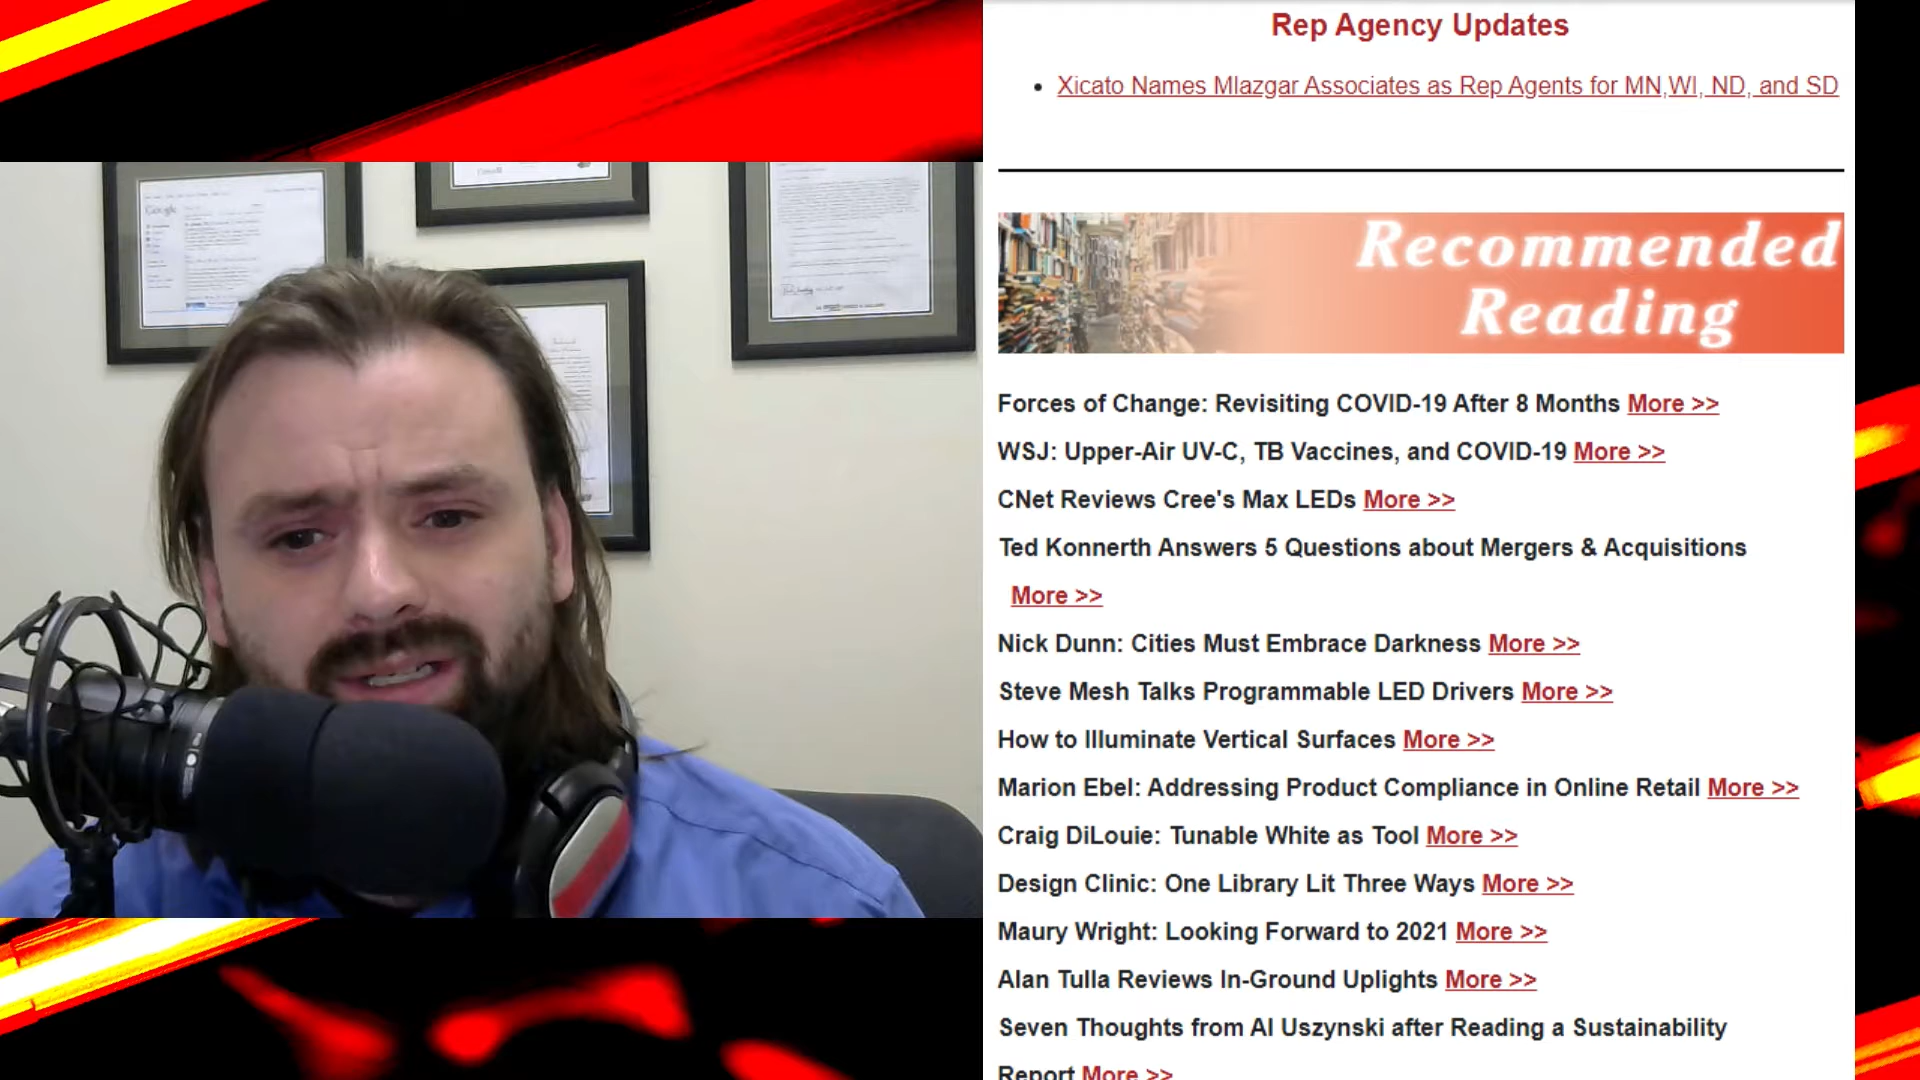 Rep Agency Updates
• Xicato Names Mlazgar Associates as Rep Agents for MN,WI, ND, and SD
Recommended
Reading
Forces of Change: Revisiting COVID-19 After 8 Months More >>
WSJ: Upper-Air UV-C, TB Vaccines, and COVID-19 More >>
CNet Reviews Cree's Max LEDs More >>
Ted Konnerth Answers 5 Questions about Mergers & Acquisitions
More >>
Nick Dunn: Cities Must Embrace Darkness More >>
Steve Mesh Talks Programmable LED Drivers More >>
How to Illuminate Vertical Surfaces More >>
Marion Ebel: Addressing Product Compliance in Online Retail More >>
Craig DiLouie: Tunable White as Tool More >>
Design Clinic: One Library Lit Three Ways More >>
Maury Wright: Looking Forward to 2021 More >>
Alan Tulla Reviews In-Ground Uplights More >>
Seven Thoughts from Al Uszynski after Reading a Sustainability
Report More >>
Google